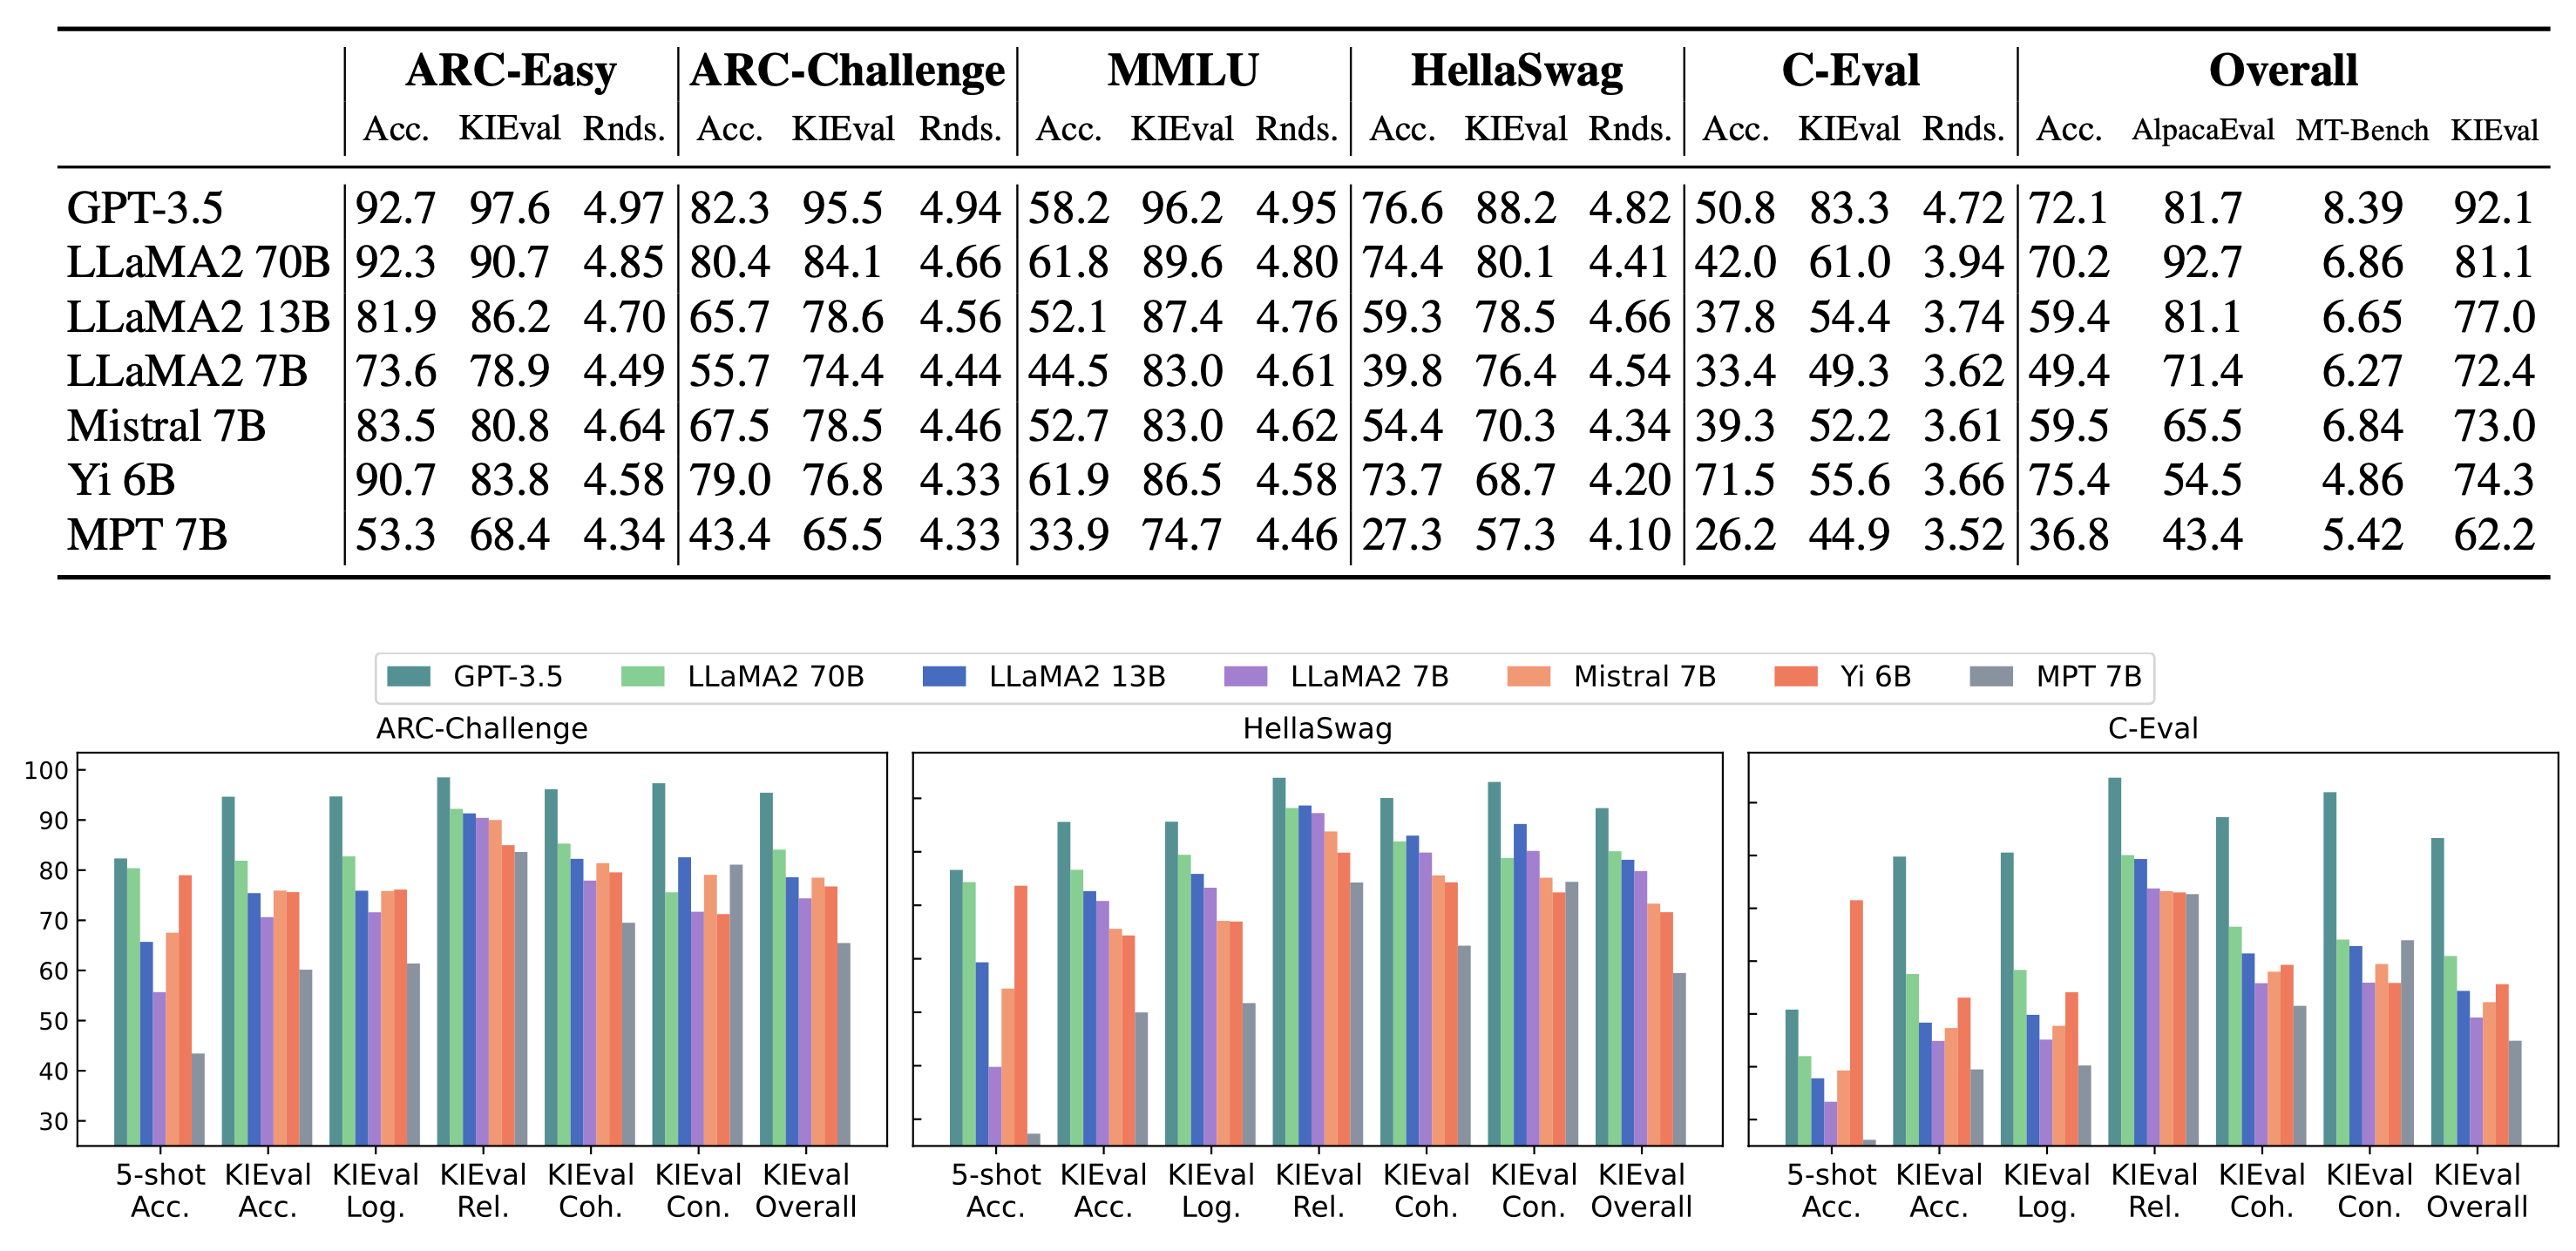 ARC-Easy ARC-Challenge MMLU HellaSwag C-Eval Overall
Acc. KIEval Rnds. Acc. KIEval Rnds. Acc. KIEval Rnds. Acc. KIEval Rnds. Acc. KIEval Rnds. Acc. AlpacaEval MT-Bench KIEval
GPT-3.5 92.7 97.6 4.97 82.3 95.5 4.94 58.2 96.2 4.95 76.6 88.2 4.82 50.8 83.3 4.72 72.1 81.7 8.39 92.1
LLaMA2 70B 92.3 90.7 4.85 80.4 84.1 4.66 61.8 89.6 4.80 74.4 80.1 4.41 42.0 61.0 3.94 70.2 92.7 6.86 81.1
LLaMA2 13B 81.9 86.2 4.70 65.7 78.6 4.56 52.1 87.4 4.76 59.3 78.5 4.66 37.8 54.4 3.74 59.4 81.1 6.65 77.0
LLaMA2 7B 73.6 78.9 4.49 55.7 74.4 4.44 44.5 83.0 4.61 39.8 76.4 4.54 33.4 49.3 3.62 49.4 71.4 6.27 72.4
Mistral 7B 83.5 80.8 4.64 67.5 78.5 4.46 52.7 83.0 4.62 54.4 70.3 4.34 39.3 52.2 3.61 59.5 65.5 6.84 73.0
Yi 6B 90.7 83.8 4.58 79.0 76.8 4.33 61.9 86.5 4.58 73.7 68.7 4.20 71.5 55.6 3.66 75.4 54.5 4.86 74.3
MPT 7B 53.3 68.4 4.34 43.4 65.5 4.33 33.9 74.7 4.46 27.3 57.3 4.10 26.2 44.9 3.52 36.8 43.4 5.42 62.2
GPT-3.5 LLaMA2 70B LLaMA2 13B LLaMA2 7B Mistral 7B Yi 6B MPT 7B
ARC-Challenge HellaSwag C-Eval
100
90
80
70
60
50
40
30
5-shot KIEval KIEval KIEval KIEval KIEval KIEval 5-shot KIEval KIEval KIEval KIEval KIEval KIEval 5-shot KIEval KIEval KIEval KIEval KIEval KIEval
Acc. Acc. Log. Rel. Coh. Con. Overall Acc. Acc. Log. Rel. Coh. Con. Overall Acc. Acc. Log. Rel. Coh. Con. Overall